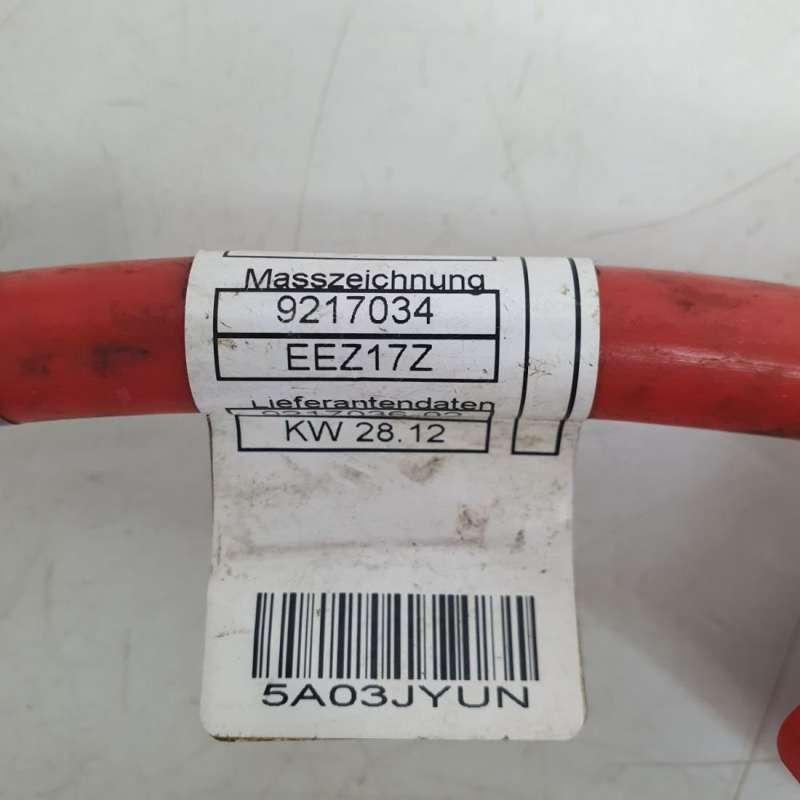 Masszeichnung
9217034
EEZ17Z
Lieferantendaten
KW 28.12
5A03JYUN